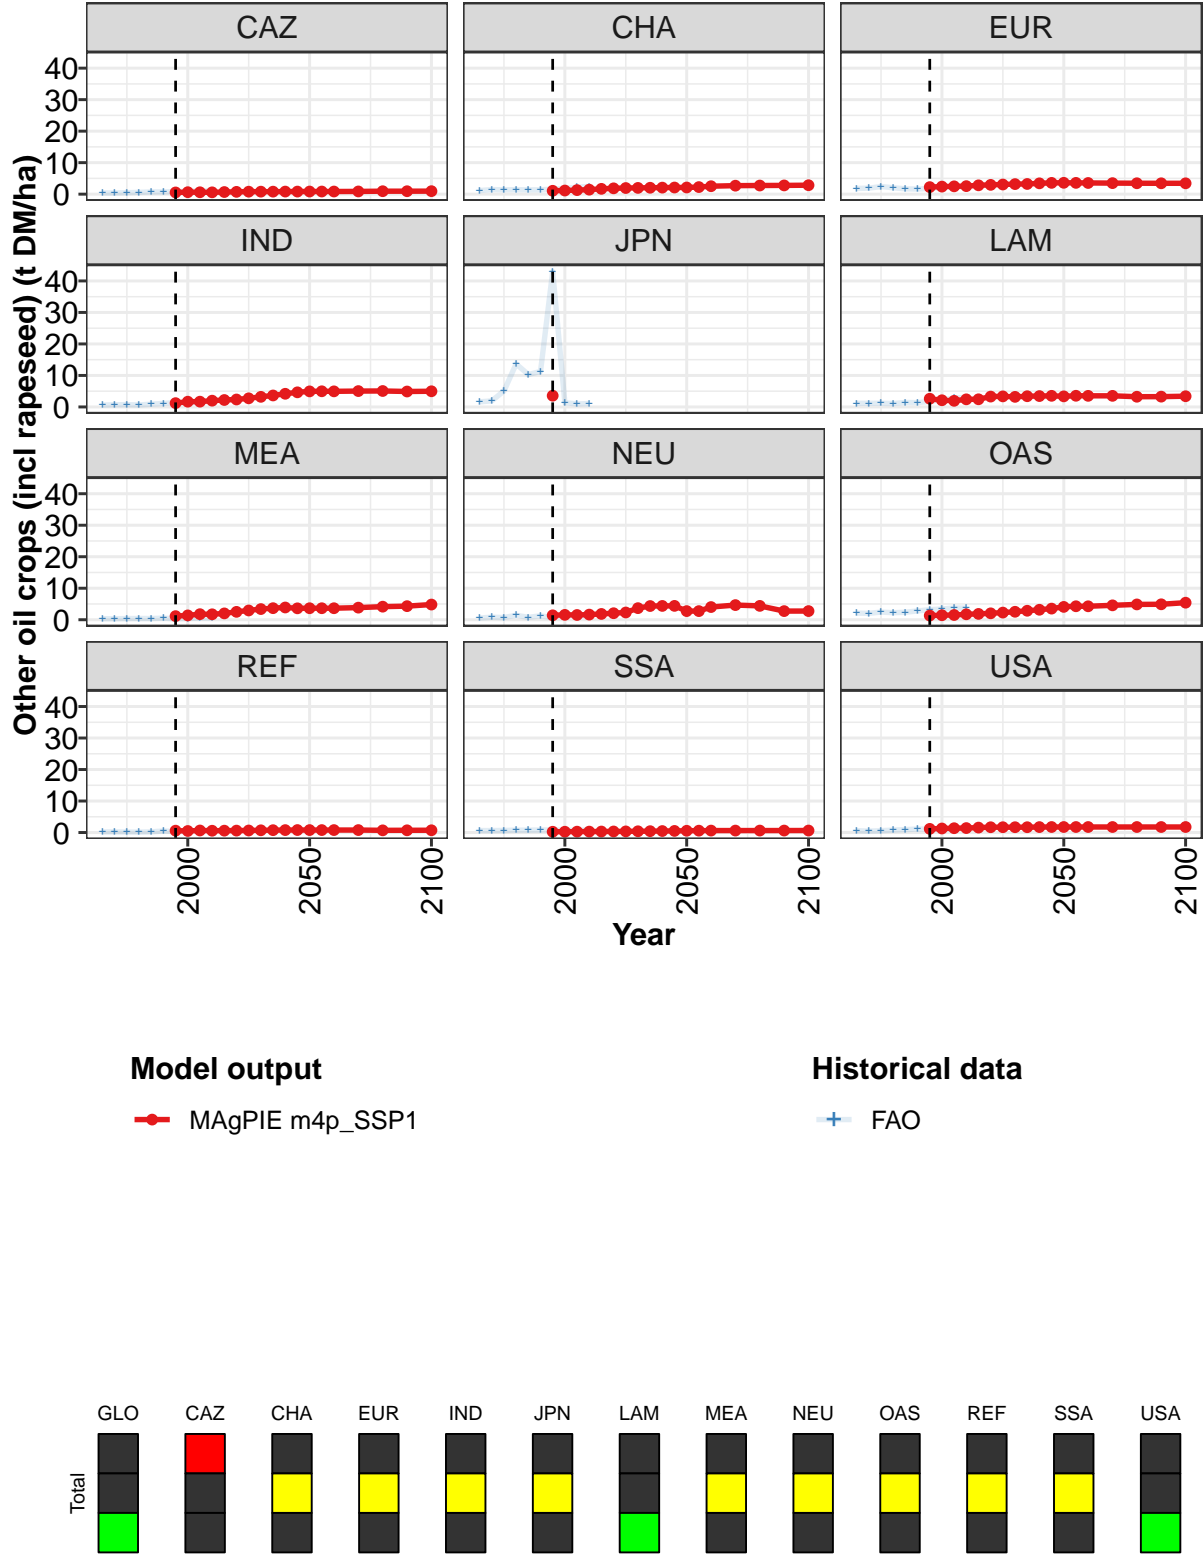 CAZ CHA EUR
40
30
20
10
0
IND JPN LAM
40
30
20
10
0
MEA NEU OAS
40
30
20
10
0
REF SSA USA
40
30
20
10
0
Other oil crops (incl rapeseed) (t DM/ha)
2000 2050 2100 2000 2050 2100 2000 2050 2100
Year
Model output Historical data
MAgPIE m4p_SSP1 FAO
GLO CAZ CHA EUR IND JPN LAM MEA NEU OAS REF SSA USA
Total